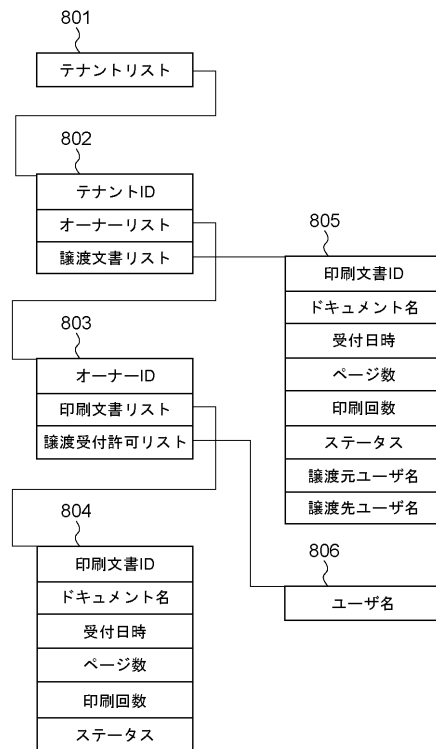 801
テナントリスト
802
テナントID
オーナーリスト
譲渡文書リスト
803
オーナーID
印刷文書リスト
譲渡受付許可リスト
804
印刷文書ID
ドキュメント名
受付日時
ページ数
印刷回数
ステータス
805
印刷文書ID
ドキュメント名
受付日時
ページ数
印刷回数
ステータス
譲渡元ユーザ名
譲渡先ユーザ名
806
ユーザ名